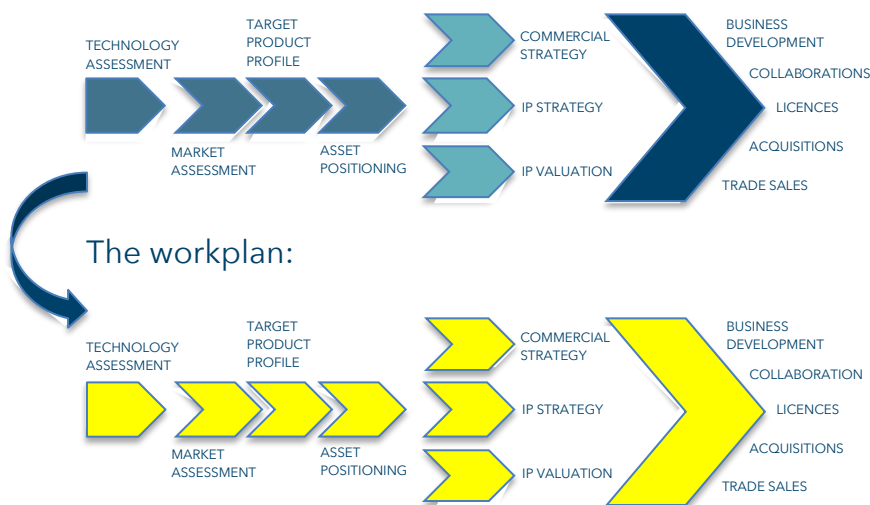 TECHNOLOGY
ASSESSMENT
TARGET
PRODUCT
PROFILE
MARKET
ASSESSMENT
ASSET
POSITIONING
COMMERCIAL
STRATEGY
IP STRATEGY
IP VALUATION
BUSINESS
DEVELOPMENT
COLLABORATIONS
LICENCES
ACQUISITIONS
TRADE SALES
The workplan:
TECHNOLOGY
ASSESSMENT
TARGET
PRODUCT
PROFILE
MARKET
ASSESSMENT
ASSET
POSITIONING
COMMERCIAL
STRATEGY
IP STRATEGY
IP VALUATION
BUSINESS
DEVELOPMENT
COLLABORATION
LICENCES
ACQUISITIONS
TRADE SALES